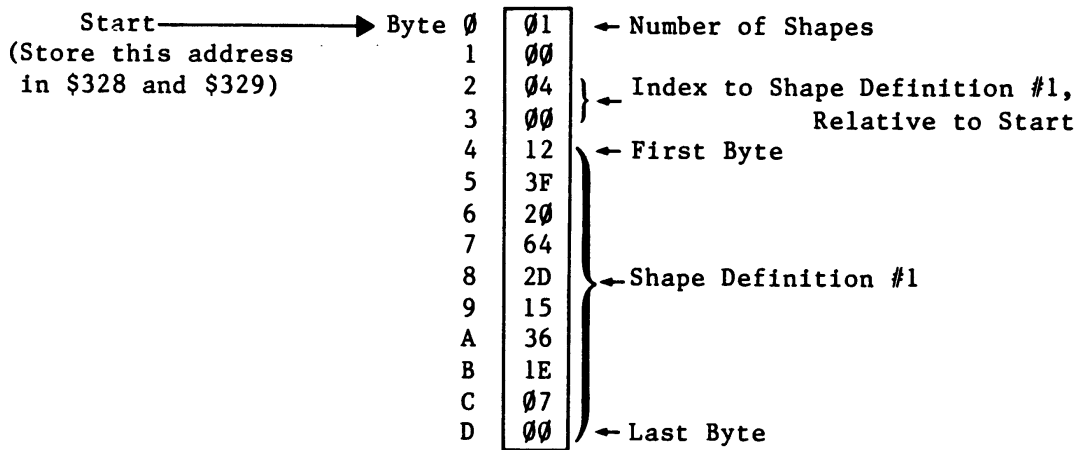 Start Byte Ø Ø1 Number of Shapes
(Store this address 1 ØØ
in $328 and $329) 2 Ø4 } Index to Shape Definition #1,
3 ØØ Relative to Start
4 12 First Byte
5 3F
6 2Ø
7 64
8 2D } Shape Definition #1
9 15
A 36
B 1E
C Ø7
D ØØ Last Byte